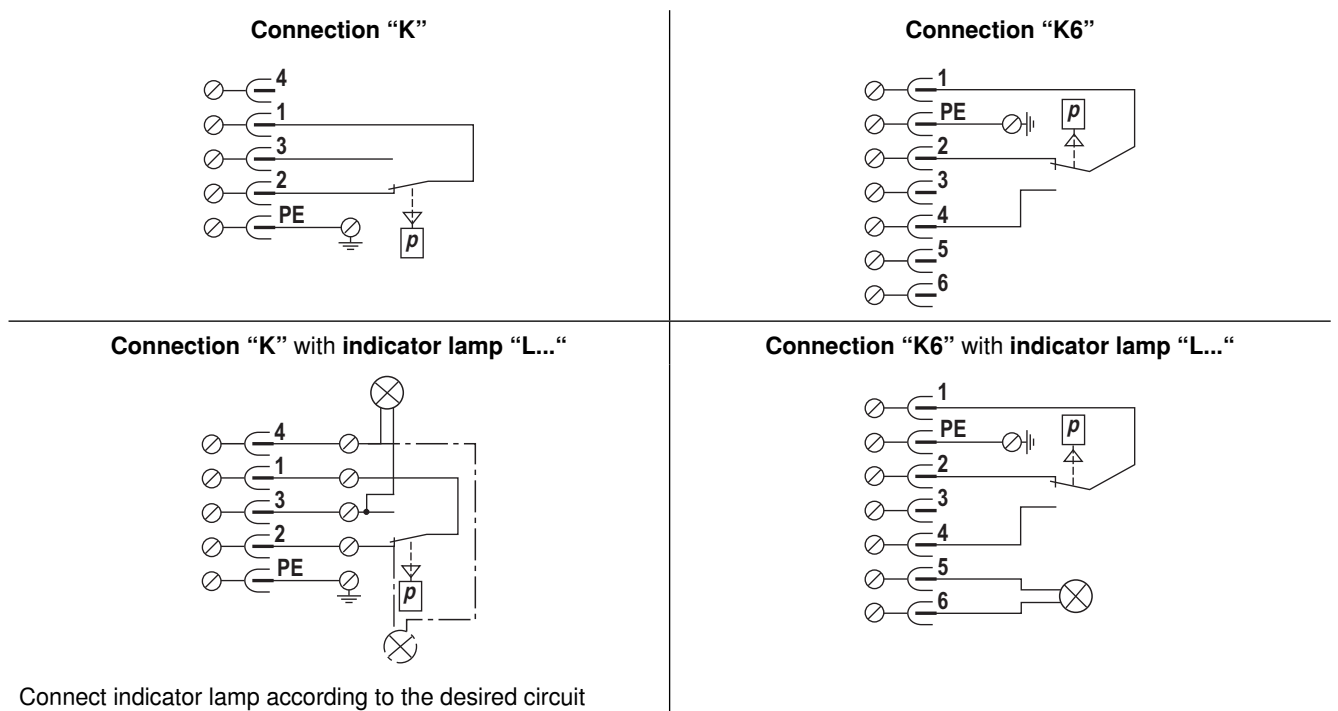 Connection “K”
4
1
3
2
PE
p
Connection “K6”
1
PE
p
2
3
4
5
6
Connection “K” with indicator lamp “L...“
4
1
3
2
PE
p
Connect indicator lamp according to the desired circuit
Connection “K6” with indicator lamp “L...“
1
PE
p
2
3
4
5
6